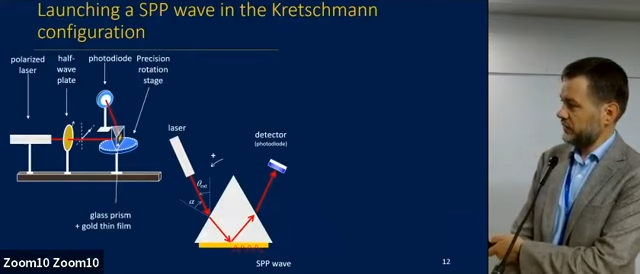 Launching a SPP wave in the Kretschmann
configuration
polarized
laser
half-
wave
plate
photodiode
Precision
rotation
stage
laser
detector
(photodiode)
+
θext
α
glass prism
+ gold thin film
SPP wave
12
Zoom10 Zoom10